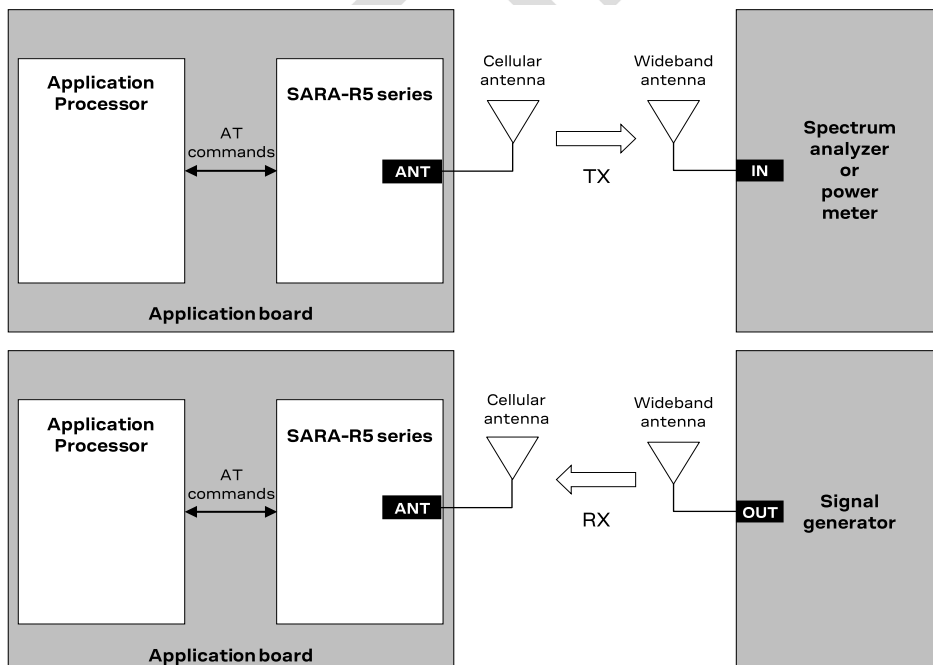 Application
Processor
AT
commands
SARA-R5 series
ANT
Cellular
antenna
TX
Wideband
antenna
IN
Spectrum
analyzer
or
power
meter
Application board
Application
Processor
AT
commands
SARA-R5 series
ANT
Cellular
antenna
RX
Wideband
antenna
OUT
Signal
generator
Application board